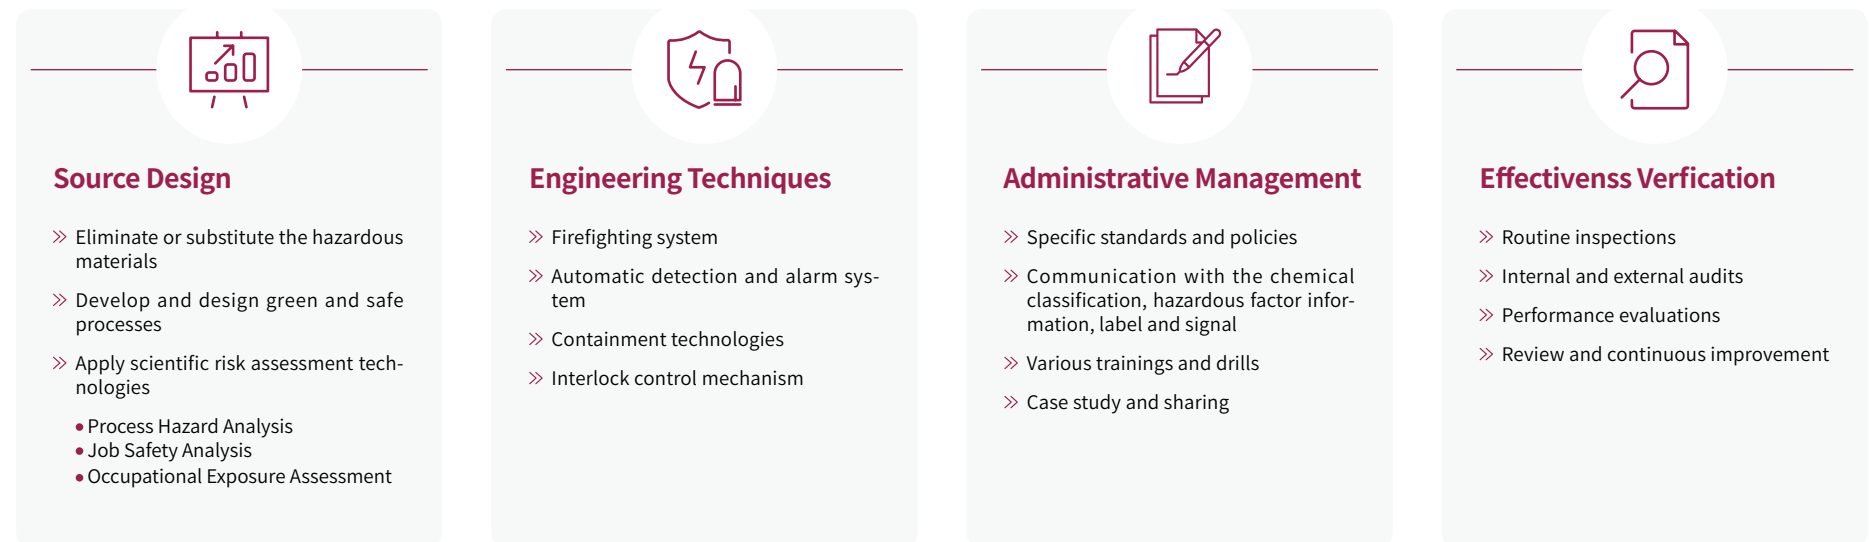 Source Design
Eliminate or substitute the hazardous
materials
Develop and design green and safe
processes
Apply scientific risk assessment tech-
nologies
Process Hazard Analysis
Job Safety Analysis
Occupational Exposure Assessment
Engineering Techniques
Firefighting system
Automatic detection and alarm sys-
tem
Containment technologies
Interlock control mechanism
Administrative Management
Specific standards and policies
Communication with the chemical
classification, hazardous factor infor-
mation, label and signal
Various trainings and drills
Case study and sharing
Effectivenss Verfication
Routine inspections
Internal and external audits
Performance evaluations
Review and continuous improvement